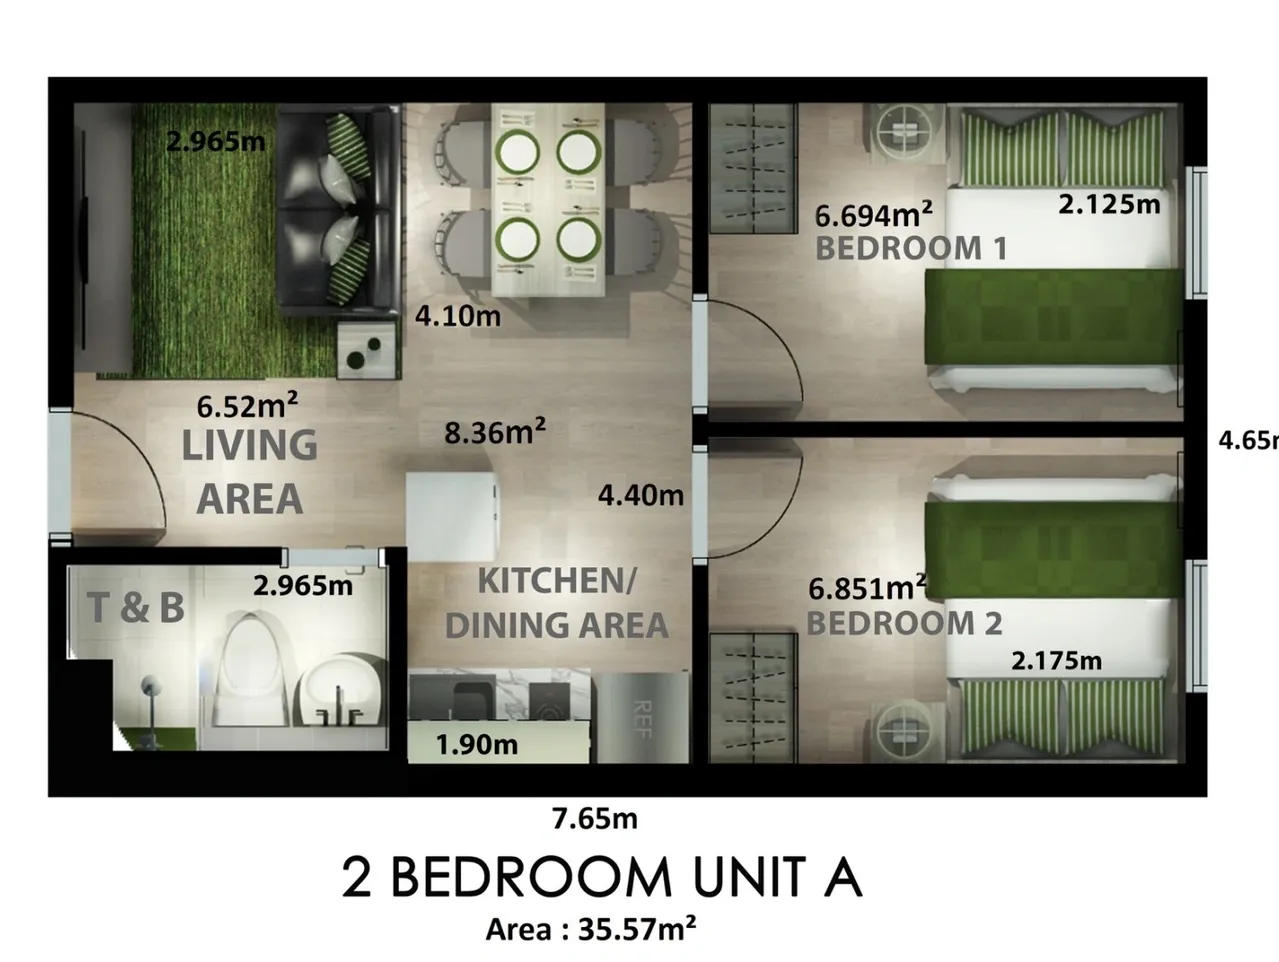 2.965m
6.694m²
BEDROOM 1
2.125m
4.10m
6.52m²
LIVING
AREA
8.36m²
4.40m
4.65m
T & B
2.965m
KITCHEN/
DINING AREA
6.851m²
BEDROOM 2
2.175m
REF
1.90m
7.65m
2 BEDROOM UNIT A
Area : 35.57m²